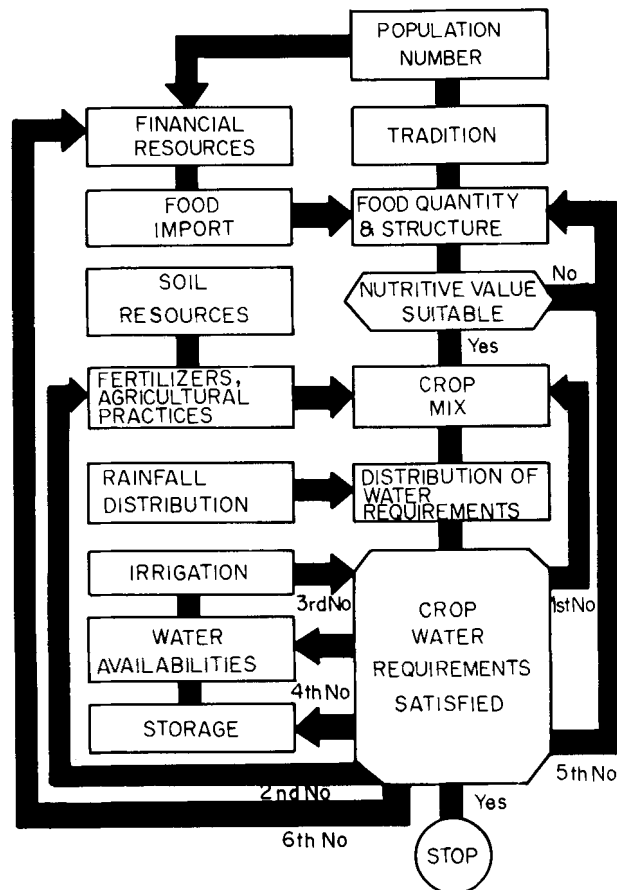 POPULATION
NUMBER
FINANCIAL
RESOURCES
TRADITION
FOOD
IMPORT
FOOD QUANTITY
& STRUCTURE
No
SOIL
RESOURCES
NUTRITIVE VALUE
SUITABLE
Yes
FERTILIZERS,
AGRICULTURAL
PRACTICES
CROP
MIX
RAINFALL
DISTRIBUTION
DISTRIBUTION OF
WATER
REQUIREMENTS
IRRIGATION
3rd No
1st No
CROP
WATER
REQUIREMENTS
SATISFIED
WATER
AVAILABILITIES
4th No
STORAGE
5th No
2nd No
Yes
6th No
STOP